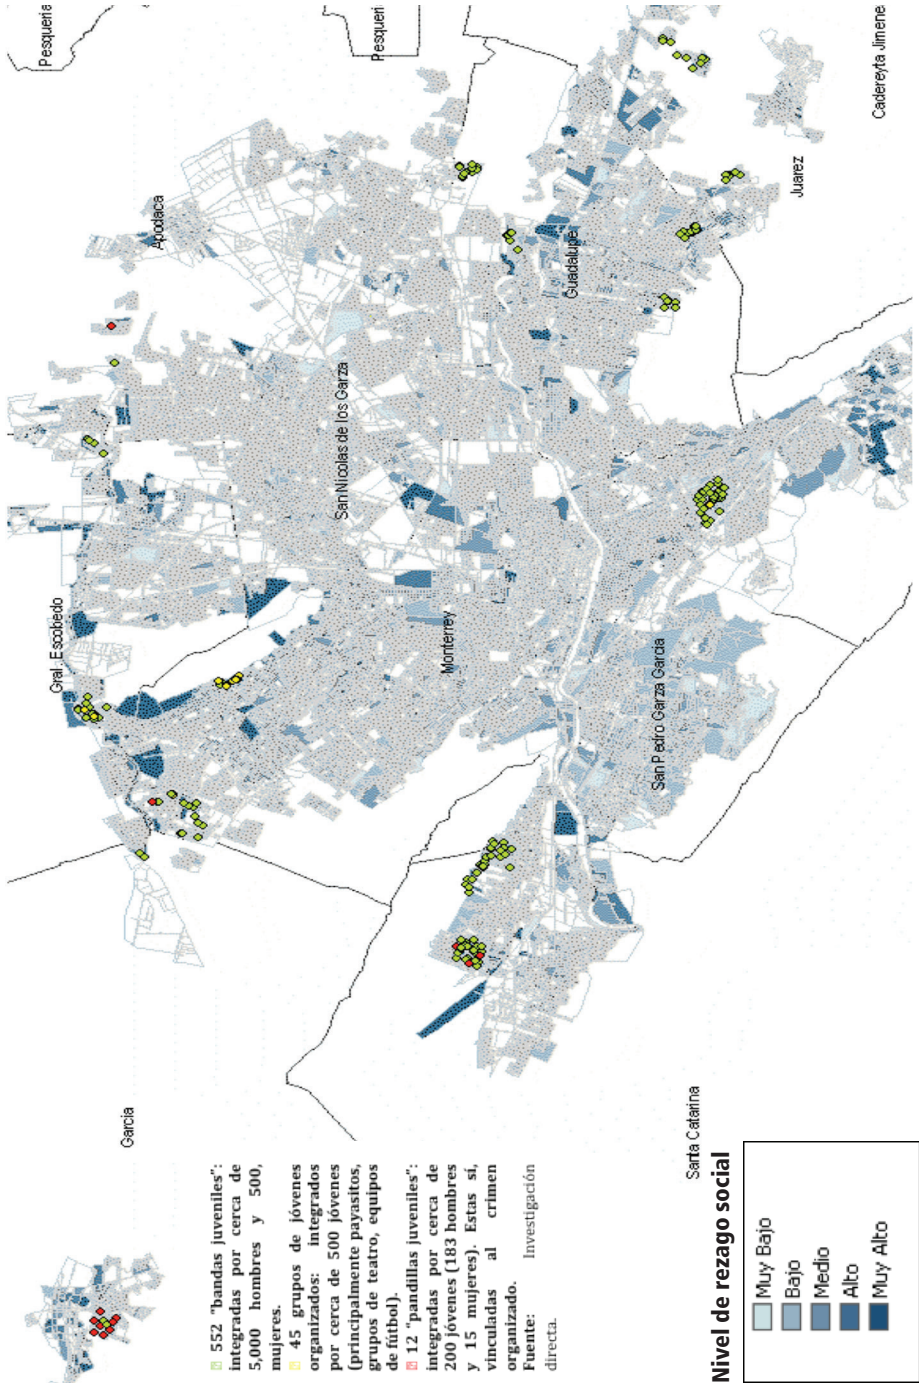 Pesqueria
Pesqueri
Cadereyta Jimene
Juarez
Apodaca
Guadalupe
San Nicolas de los Garza
Gral. Escobedo
Monterrey
San Pedro Garza Garcia
Garcia
Santa Catarina
552 "bandas juveniles":
integradas por cerca de
5,000 hombres y 500,
mujeres.
45 grupos de jóvenes
organizados: integrados
por cerca de 500 jóvenes
(principalmente payasitos,
grupos de teatro, equipos
de fútbol).
12 "pandillas juveniles":
integradas por cerca de
200 jóvenes (183 hombres
y 15 mujeres). Estas sí,
vinculadas al crimen
organizado.
Fuente: Investigación
directa.
Nivel de rezago social
Muy Bajo
Bajo
Medio
Alto
Muy Alto